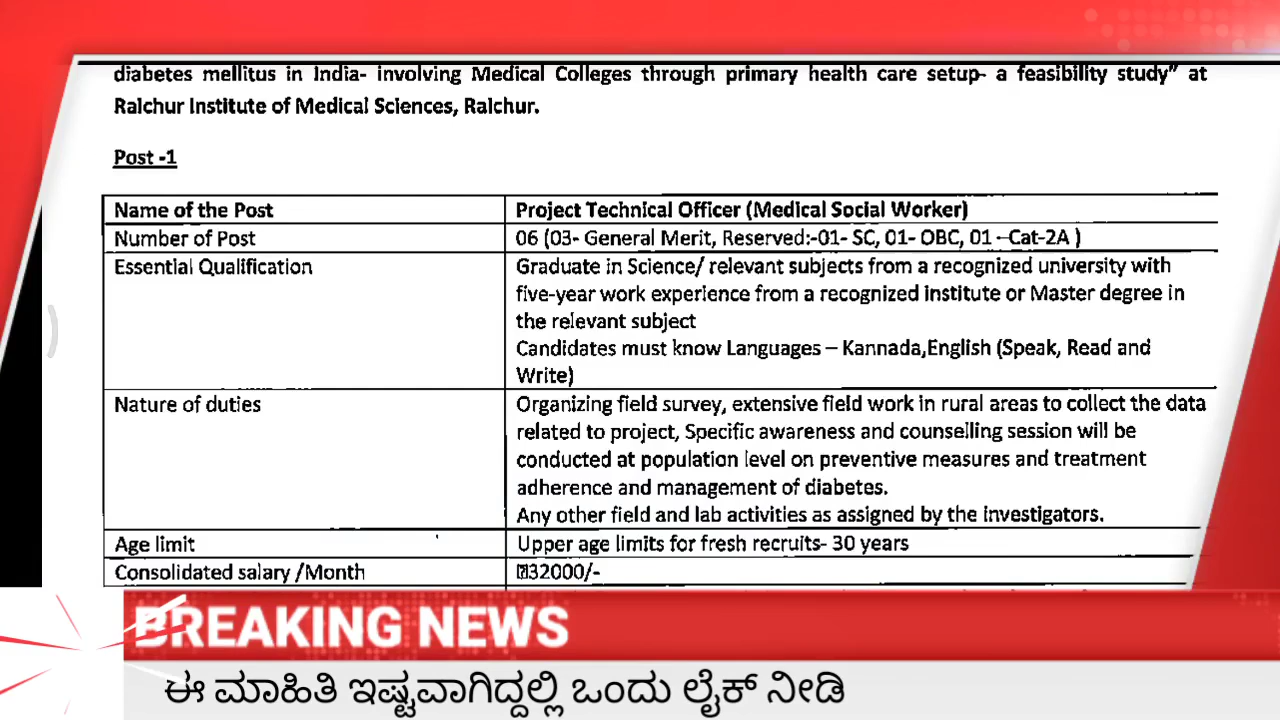 diabetes mellitus in India- involving Medical Colleges through primary health care setup- a feasibility study" at
Raichur Institute of Medical Sciences, Raichur.
Post -1
Name of the Post Project Technical Officer (Medical Social Worker)
Number of Post 06 (03- General Merit, Reserved:-01- SC, 01- OBC, 01 –Cat-2A )
Essential Qualification Graduate in Science/ relevant subjects from a recognized university with
five-year work experience from a recognized institute or Master degree in
the relevant subject
Candidates must know Languages – Kannada,English (Speak, Read and
Write)
Nature of duties Organizing field survey, extensive field work in rural areas to collect the data
related to project, Specific awareness and counselling session will be
conducted at population level on preventive measures and treatment
adherence and management of diabetes.
Any other field and lab activities as assigned by the investigators.
Age limit Upper age limits for fresh recruits- 30 years
Consolidated salary /Month 32000/-
BREAKING NEWS
ಈ ಮಾಹಿತಿ ಇಷ್ಟವಾಗಿದ್ದಲ್ಲಿ ಒಂದು ಲೈಕ್ ನೀಡಿ